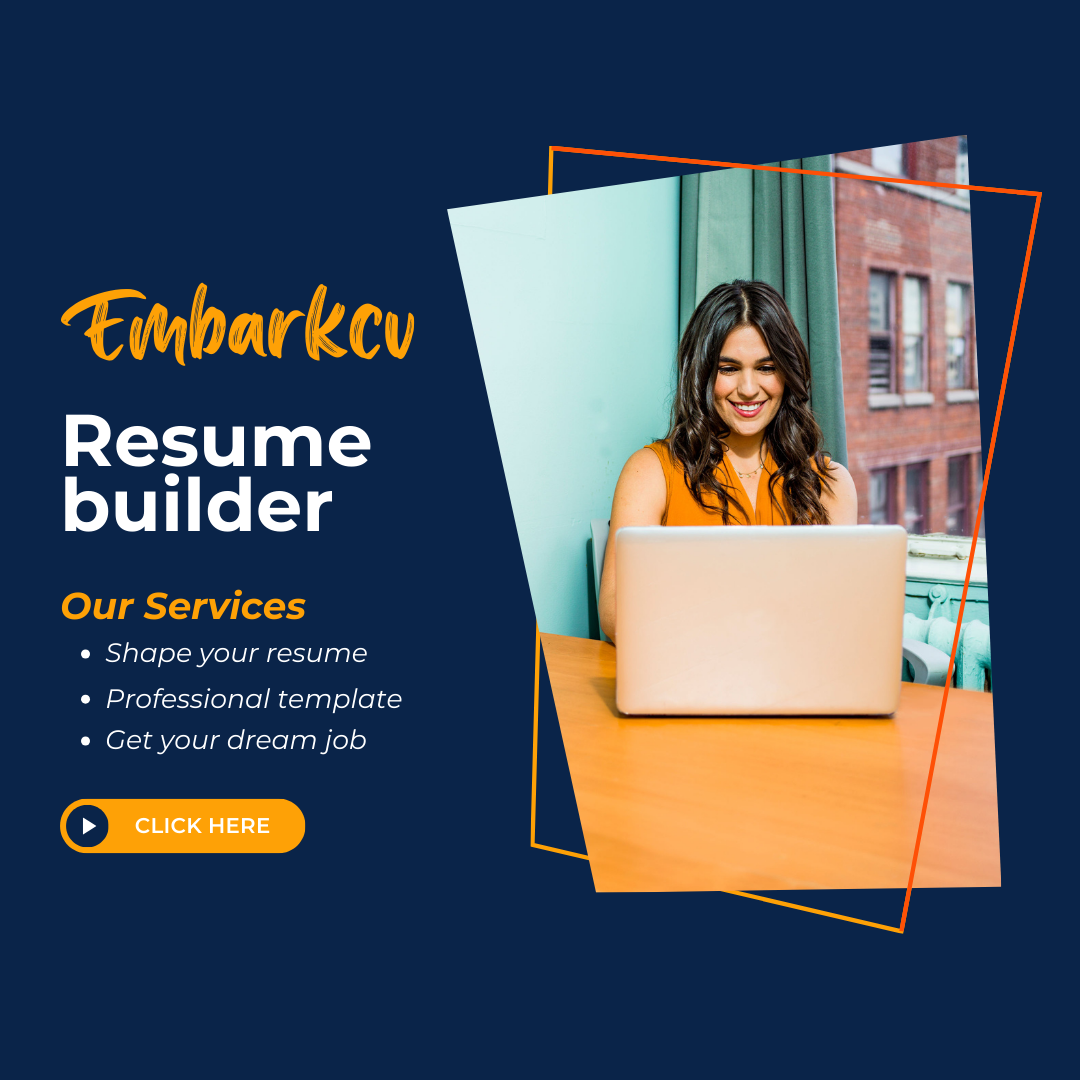 Embarkcv
Resume
builder
Our Services
Shape your resume
Professional template
Get your dream job
CLICK HERE